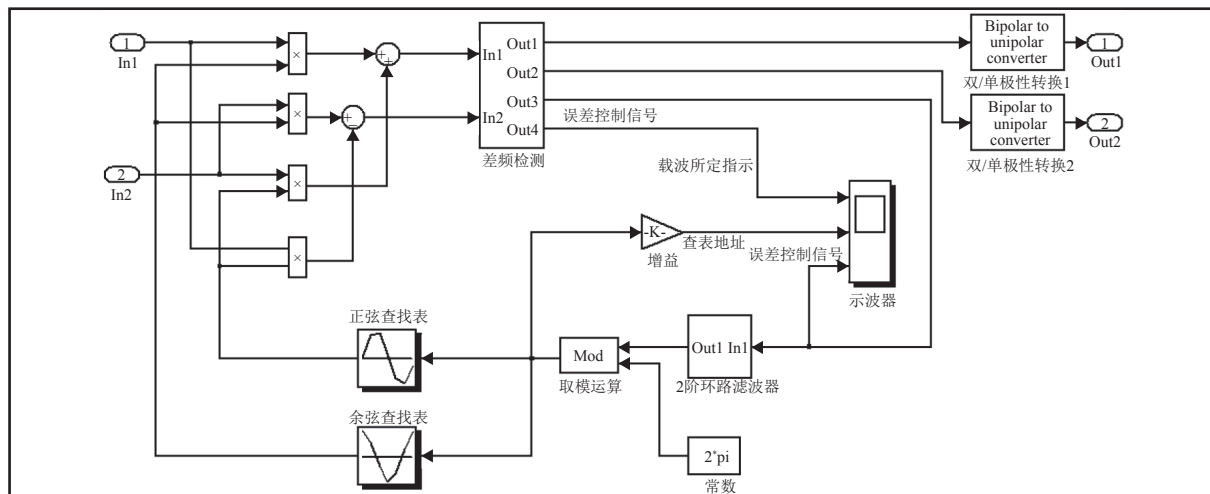 1
In1
2
In2
×
×
×
×
+
+
+
−
In1
In2
Out1
Out2
Out3
Out4
差频检测
误差控制信号
载波所定指示
Bipolar to
unipolar
converter
双/单极性转换1
1
Out1
Bipolar to
unipolar
converter
双/单极性转换2
2
Out2
-K-
增益
查表地址
误差控制信号
示波器
正弦查找表
余弦查找表
Mod
取模运算
Out1 In1
2阶环路滤波器
2*pi
常数